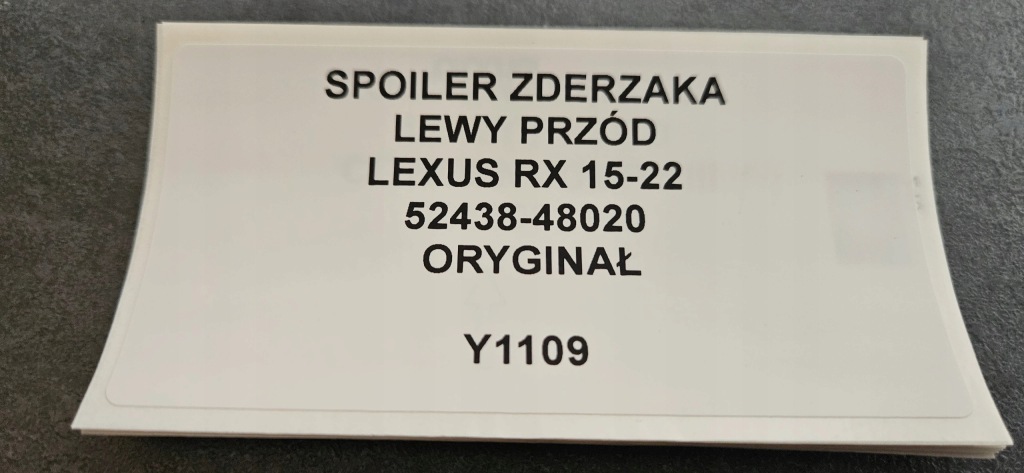 SPOILER ZDERZAKA
LEWY PRZÓD
LEXUS RX 15-22
52438-48020
ORYGINAŁ
Y1109